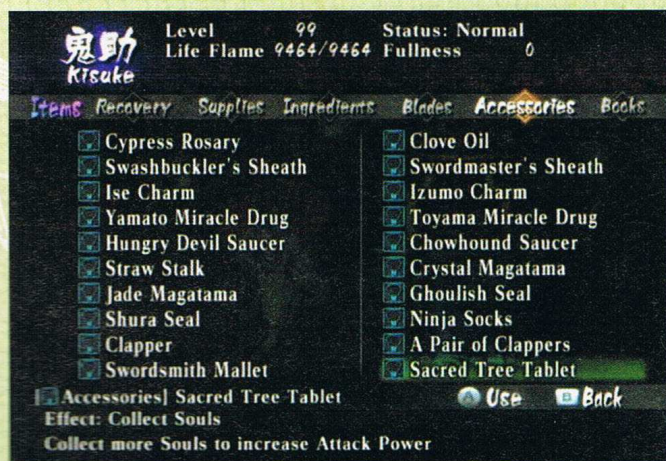 鬼助
Kisuke
Level 99 Status: Normal
Life Flame 9464/9464 Fullness 0
Items Recovery Supplies Ingredients Blades Accessories Books
Cypress Rosary
Swashbuckler's Sheath
Ise Charm
Yamato Miracle Drug
Hungry Devil Saucer
Straw Stalk
Jade Magatama
Shura Seal
Clapper
Swordsmith Mallet
Clove Oil
Swordmaster's Sheath
Izumo Charm
Toyama Miracle Drug
Chowhound Saucer
Crystal Magatama
Ghoulish Seal
Ninja Socks
A Pair of Clappers
Sacred Tree Tablet
[Accessories] Sacred Tree Tablet A Use B Back
Effect: Collect Souls
Collect more Souls to increase Attack Power